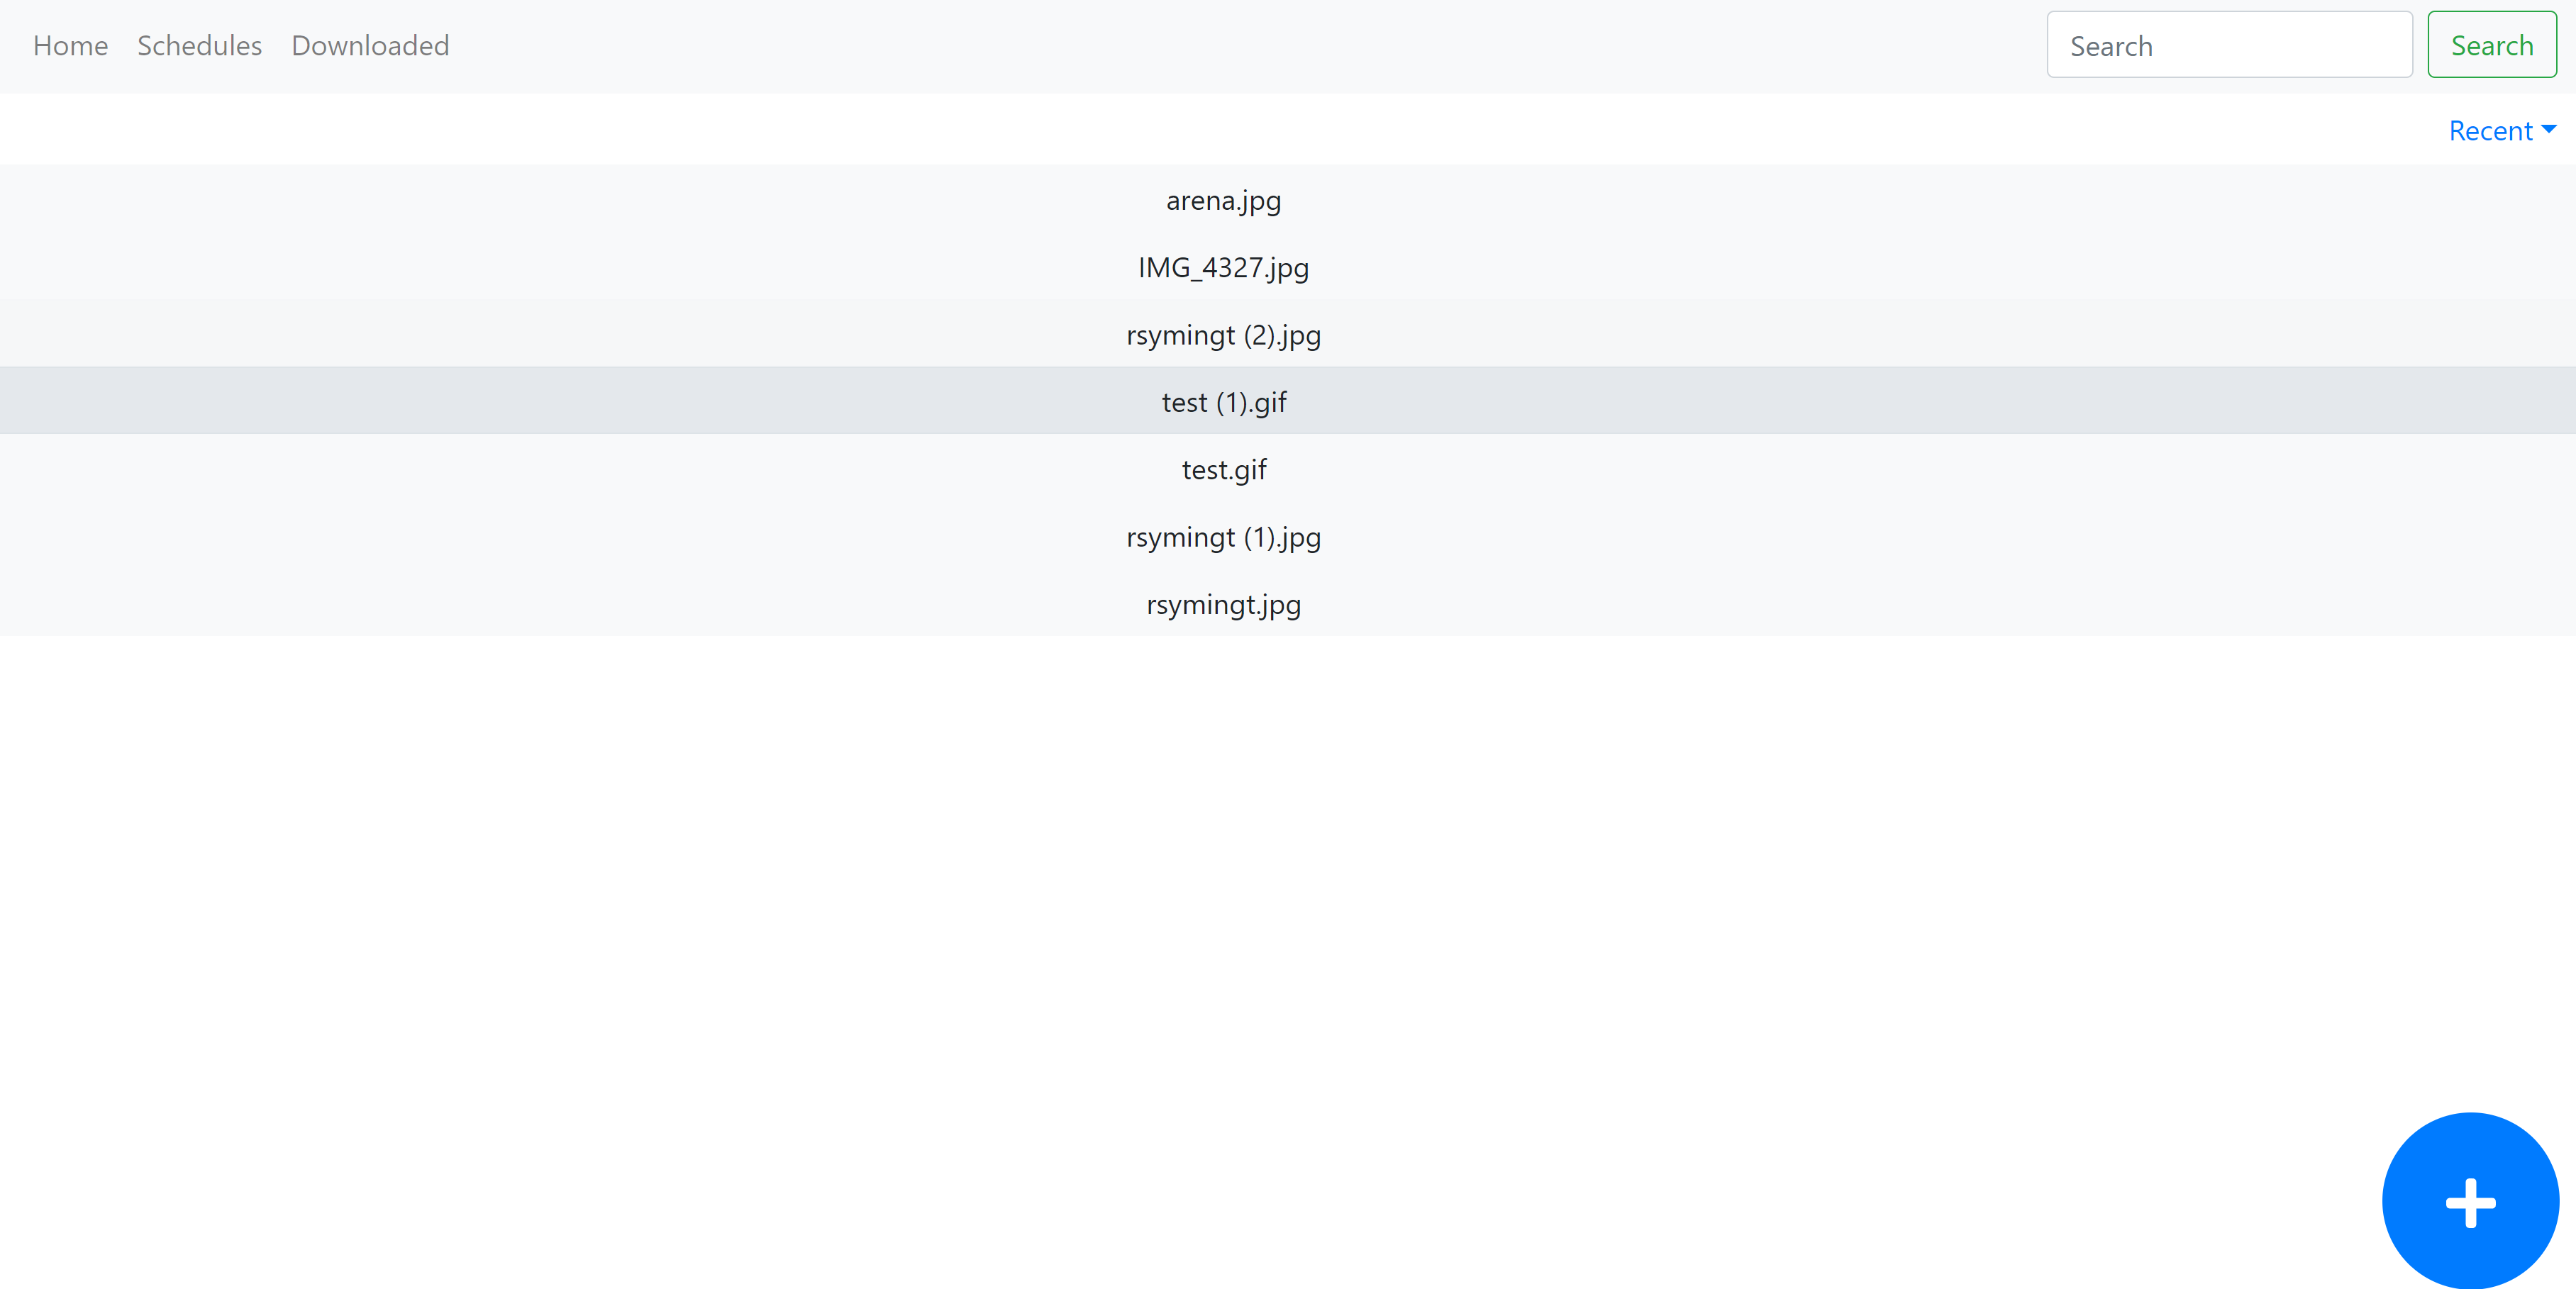 Home Schedules Downloaded Search Search
Recent
arena.jpg
IMG_4327.jpg
rsymingt (2).jpg
test (1).gif
test.gif
rsymingt (1).jpg
rsymingt.jpg